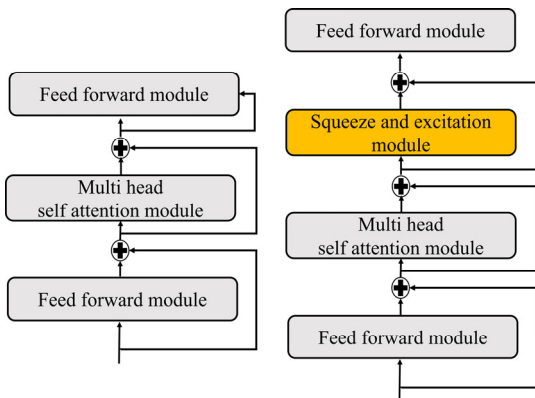 Feed forward module
Multi head
self attention module
Feed forward module
Feed forward module
Squeeze and excitation
module
Multi head
self attention module
Feed forward module